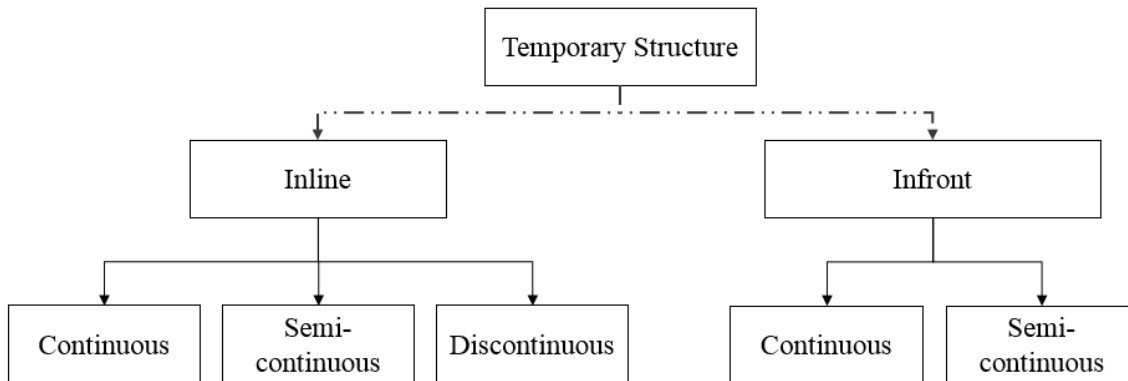 Temporary Structure
Inline
Infront
Continuous
Semi-
continuous
Discontinuous
Continuous
Semi-
continuous